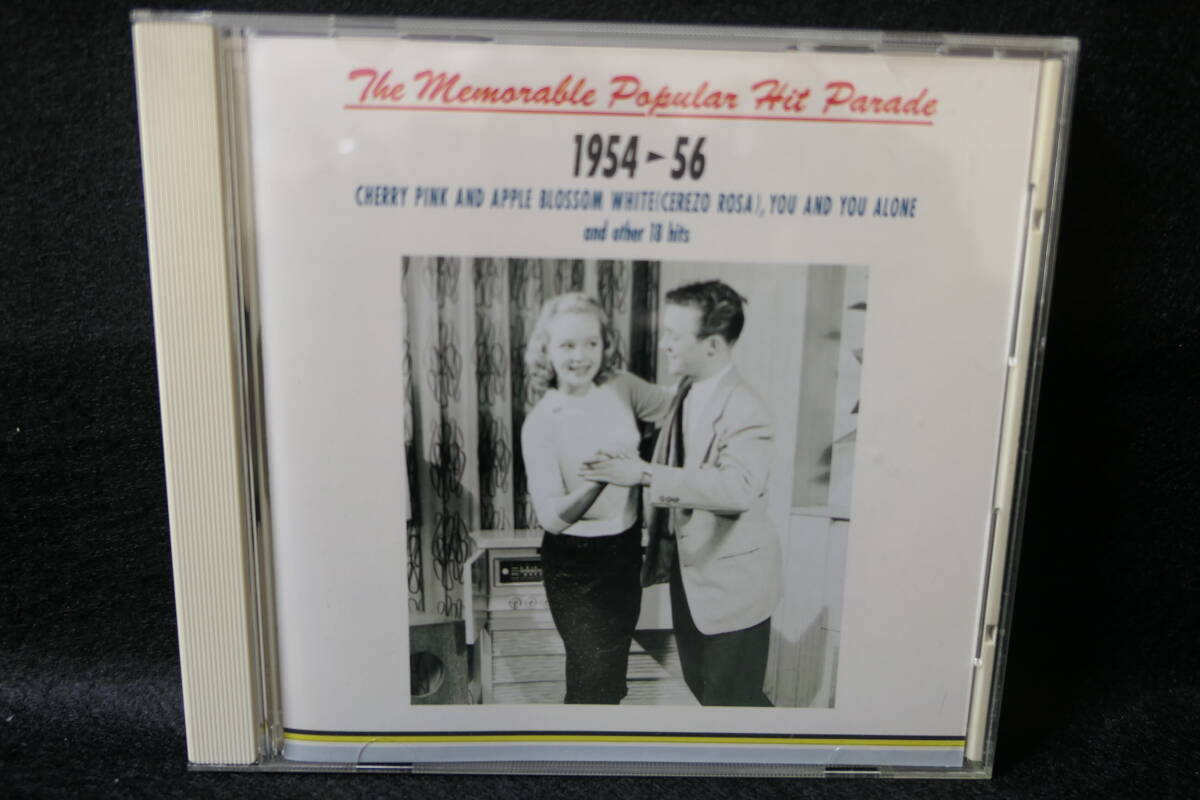 The Memorable Popular Hit Parade
1954►56
CHERRY PINK AND APPLE BLOSSOM WHITE(CEREZO ROSA), YOU AND YOU ALONE
and other 18 hits